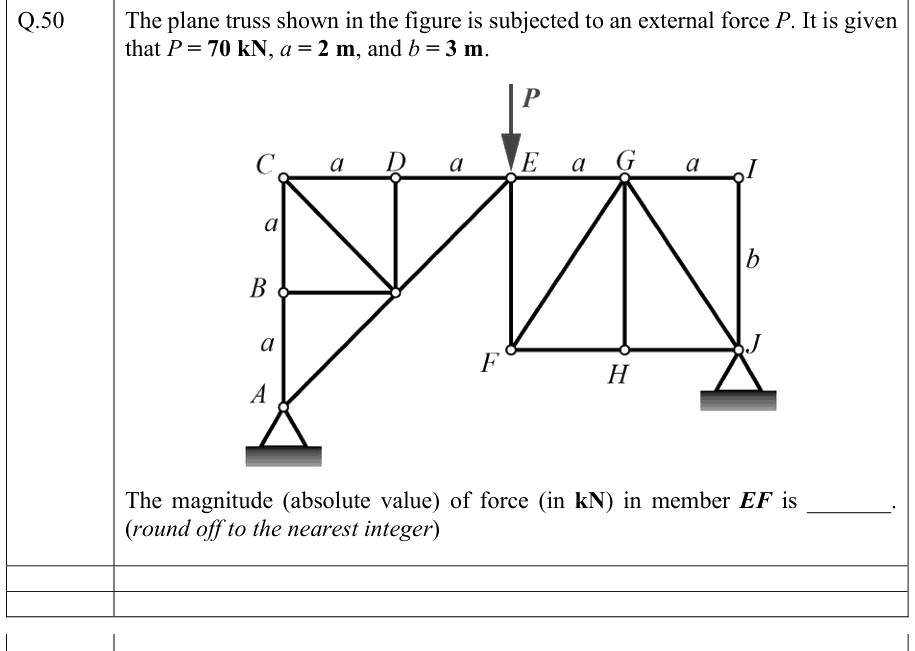 Q.50
The plane truss shown in the figure is subjected to an external force P. It is given
that P = 70 kN, a = 2 m, and b = 3 m.
P
C a D a E a G a I
a
b
B
a
F J
H
A
The magnitude (absolute value) of force (in kN) in member EF is ________.
(round off to the nearest integer)